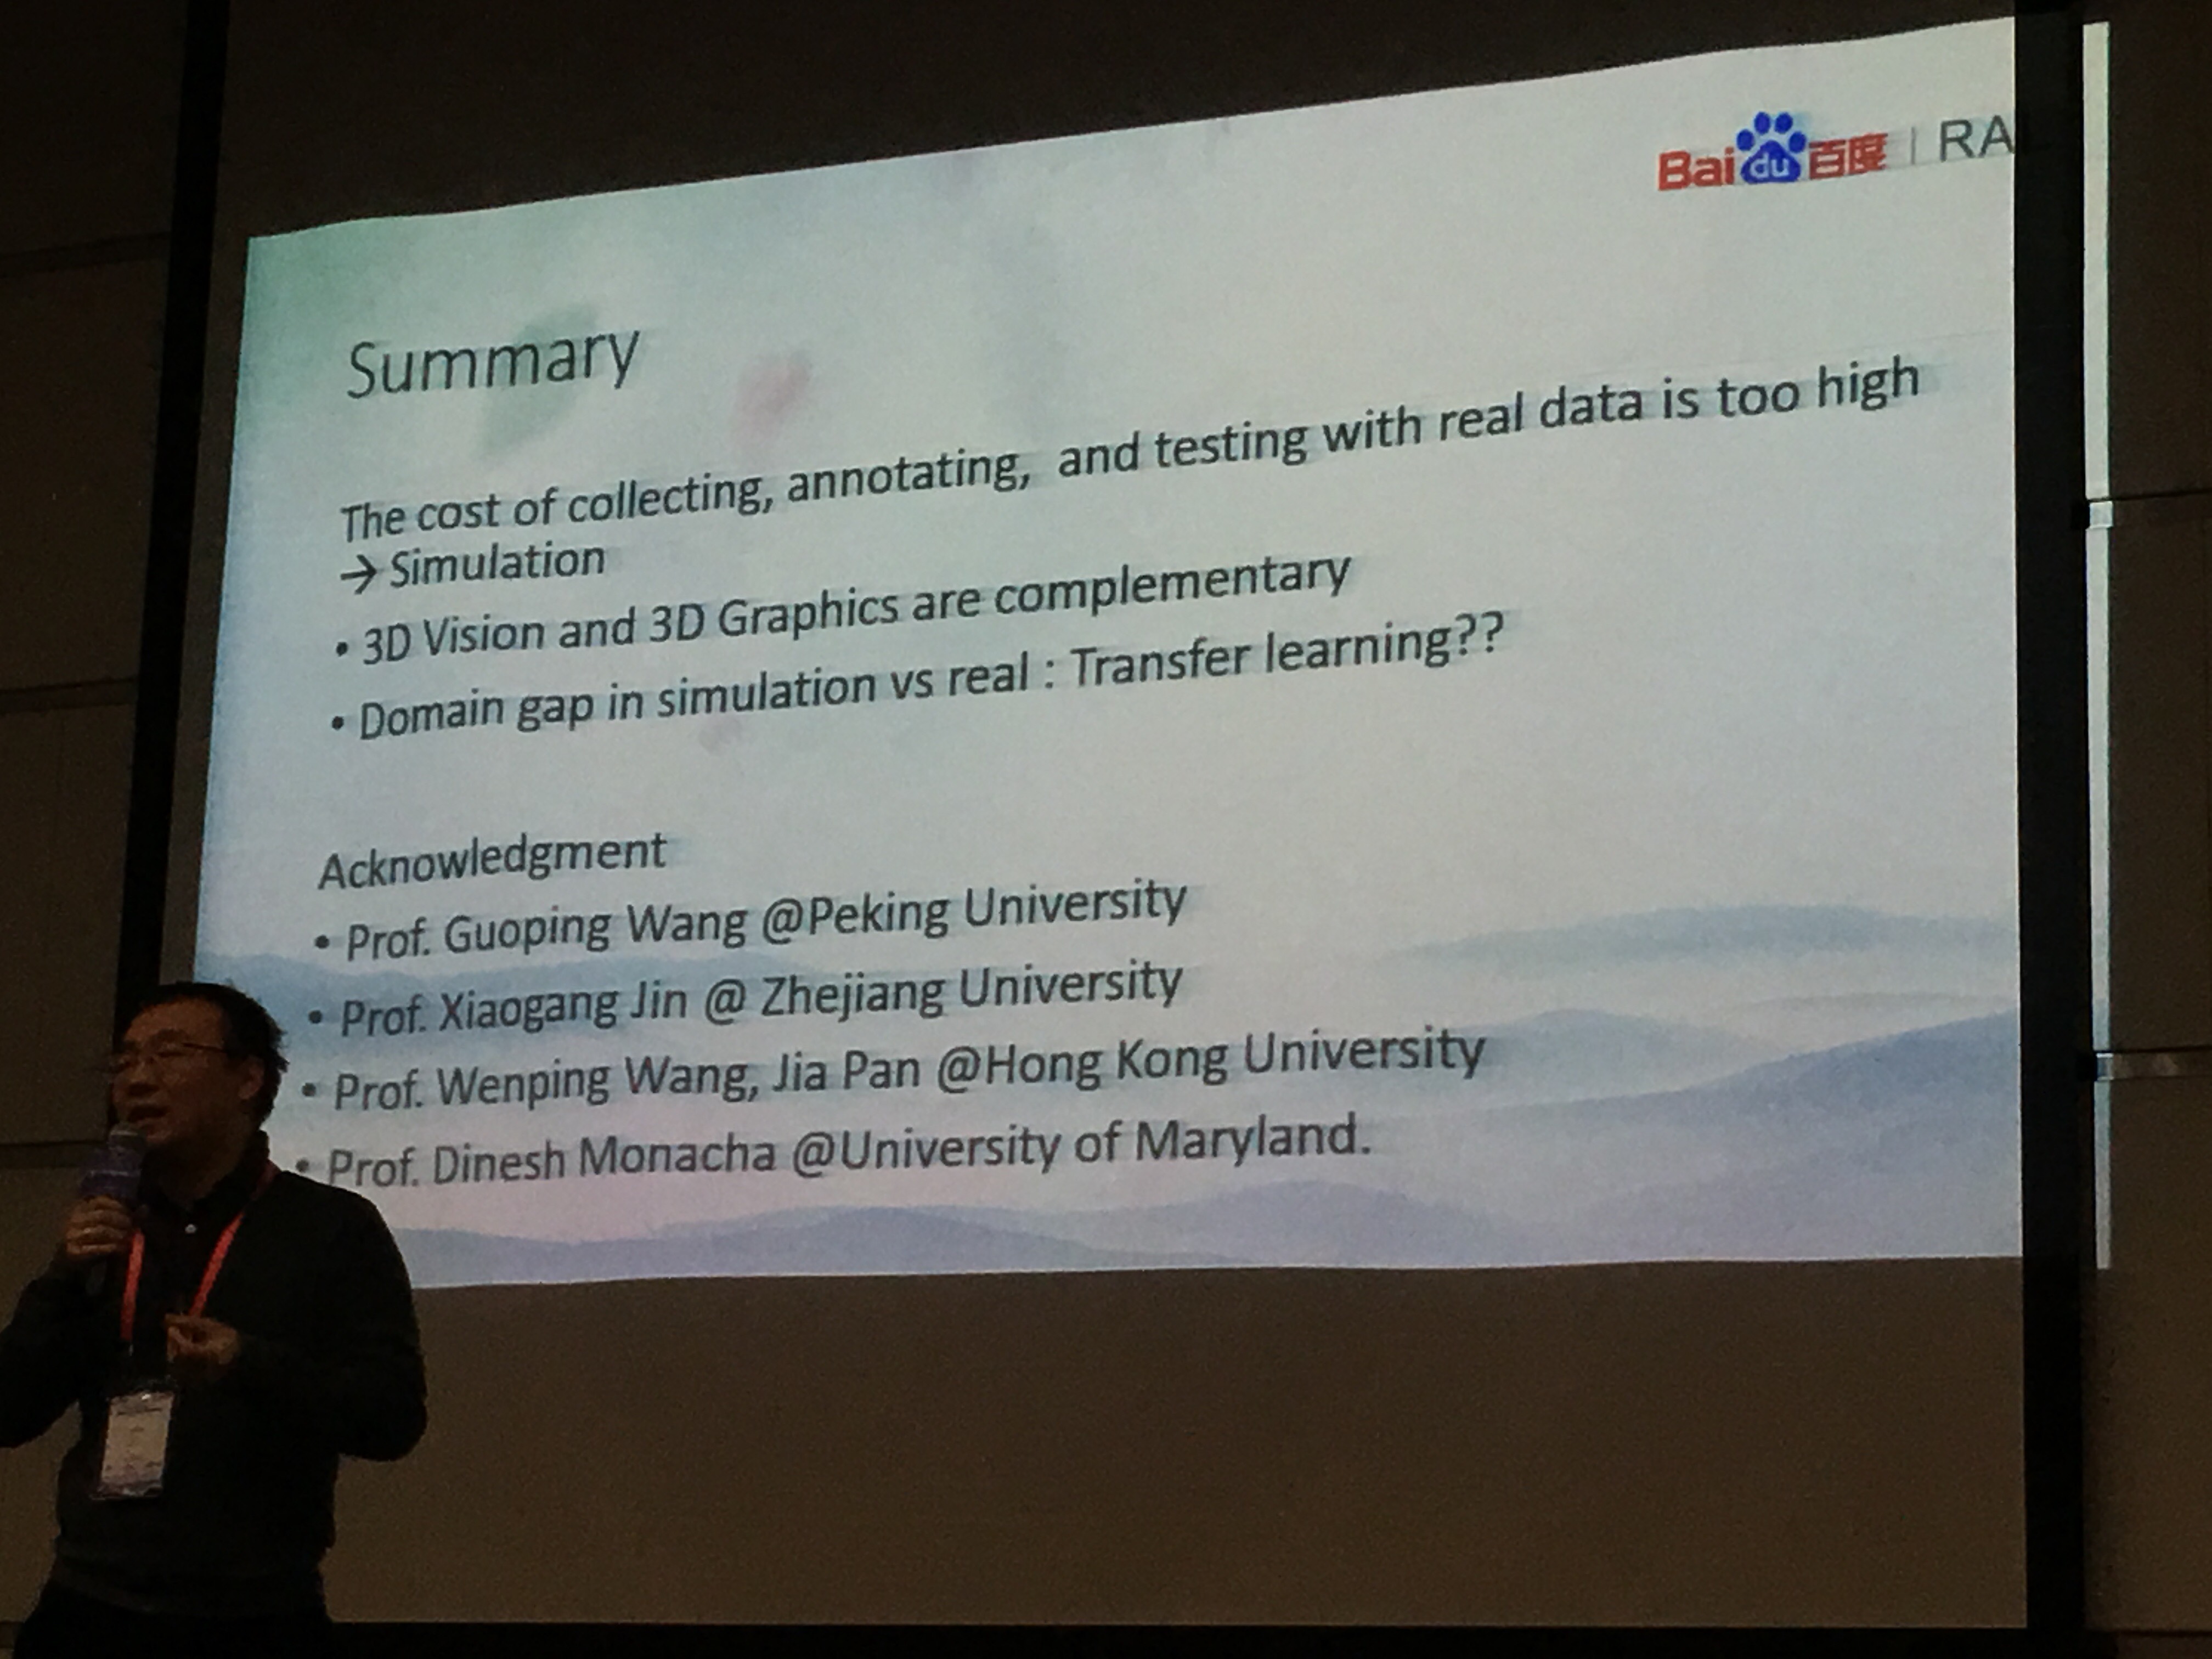 Baidu百度 | RA
Summary
The cost of collecting, annotating, and testing with real data is too high
→ Simulation
• 3D Vision and 3D Graphics are complementary
• Domain gap in simulation vs real : Transfer learning??
Acknowledgment
• Prof. Guoping Wang @Peking University
• Prof. Xiaogang Jin @ Zhejiang University
• Prof. Wenping Wang, Jia Pan @Hong Kong University
• Prof. Dinesh Monacha @University of Maryland.